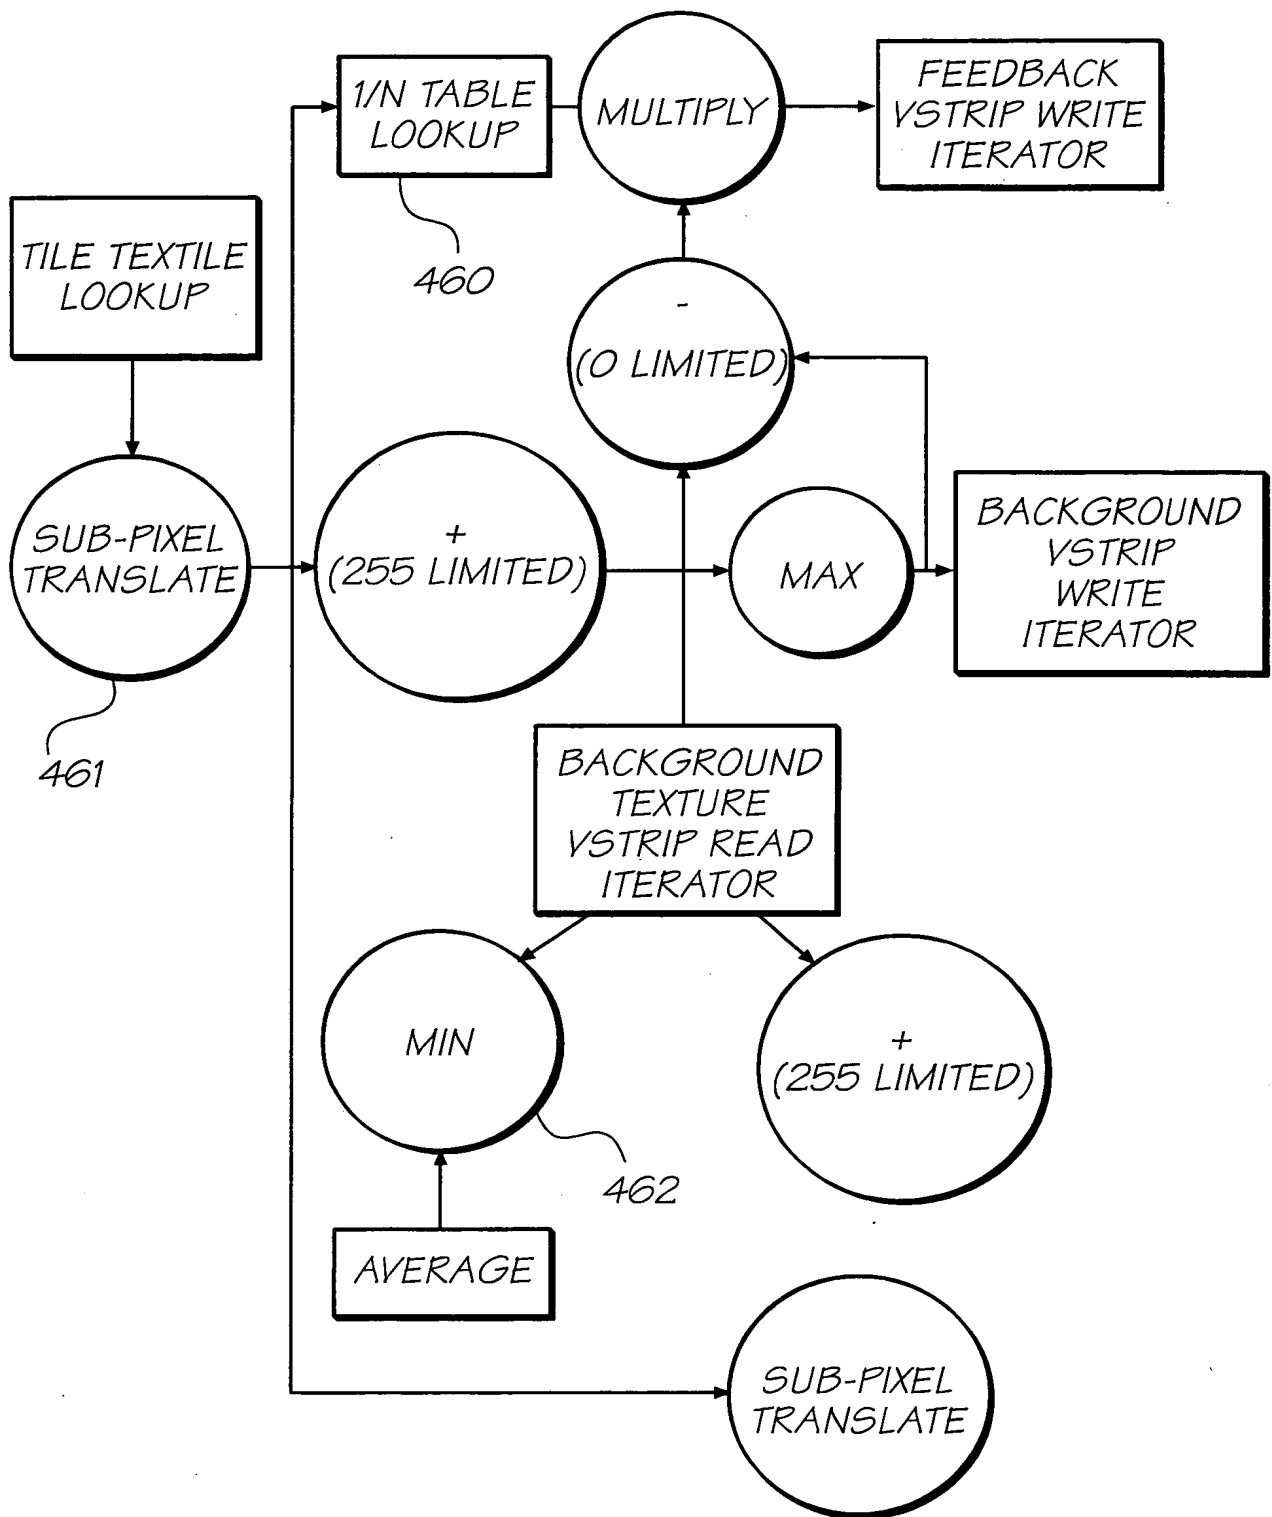 1/N TABLE
LOOKUP
MULTIPLY
FEEDBACK
VSTRIP WRITE
ITERATOR
460
TILE TEXTILE
LOOKUP
-
(0 LIMITED)
SUB-PIXEL
TRANSLATE
461
+
(255 LIMITED)
MAX
BACKGROUND
VSTRIP
WRITE
ITERATOR
BACKGROUND
TEXTURE
VSTRIP READ
ITERATOR
MIN
462
+
(255 LIMITED)
AVERAGE
SUB-PIXEL
TRANSLATE